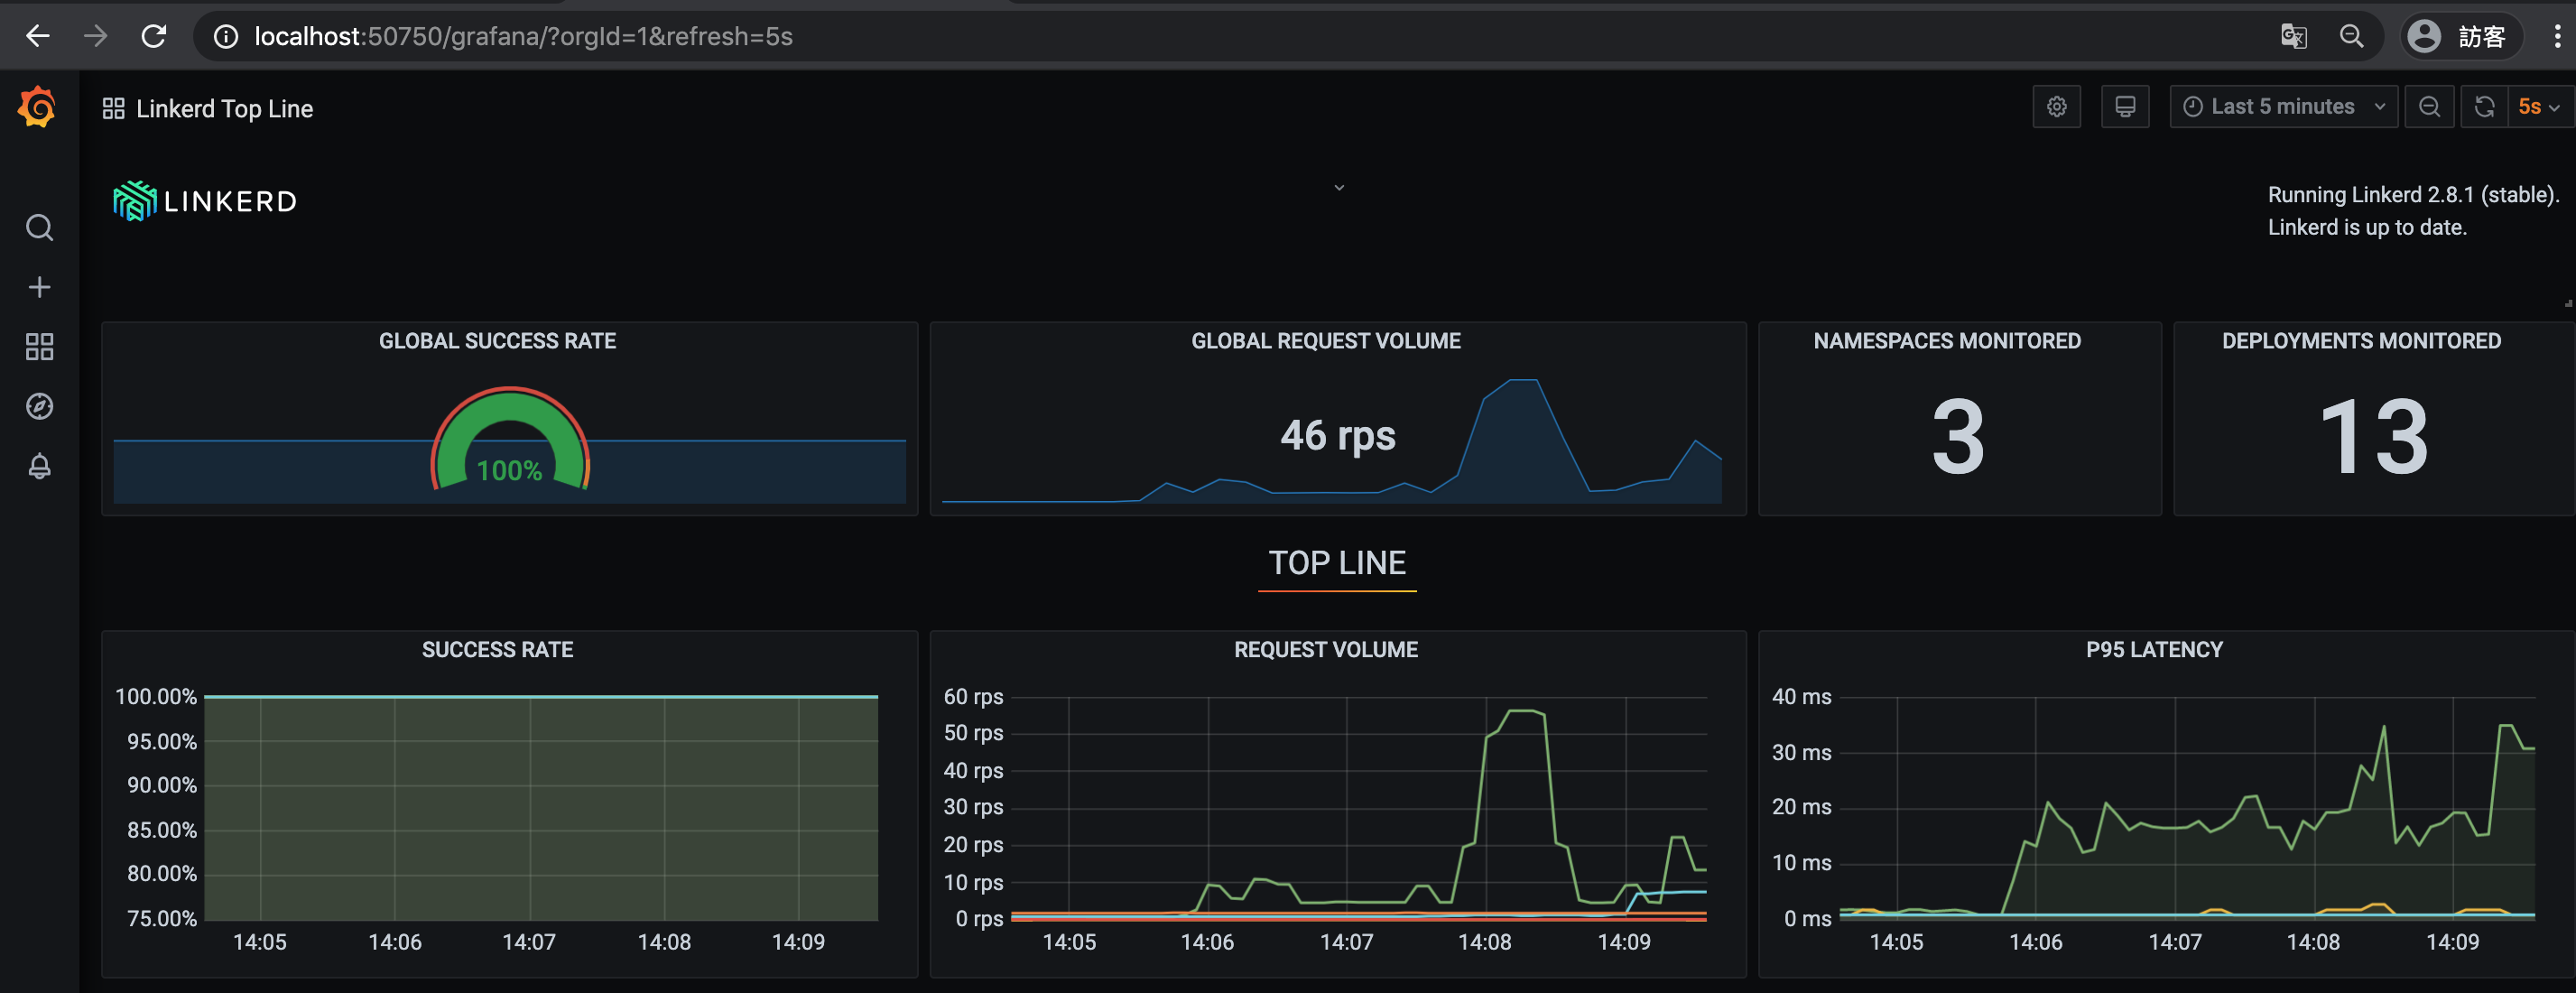 localhost:50750/grafana/?orgId=1&refresh=5s
訪客
Linkerd Top Line
Last 5 minutes
5s
LINKERD
Running Linkerd 2.8.1 (stable).
Linkerd is up to date.
GLOBAL SUCCESS RATE
100%
GLOBAL REQUEST VOLUME
46 rps
NAMESPACES MONITORED
3
DEPLOYMENTS MONITORED
13
TOP LINE
SUCCESS RATE
100.00%
95.00%
90.00%
85.00%
80.00%
75.00%
14:05 14:06 14:07 14:08 14:09
REQUEST VOLUME
60 rps
50 rps
40 rps
30 rps
20 rps
10 rps
0 rps
14:05 14:06 14:07 14:08 14:09
P95 LATENCY
40 ms
30 ms
20 ms
10 ms
0 ms
14:05 14:06 14:07 14:08 14:09